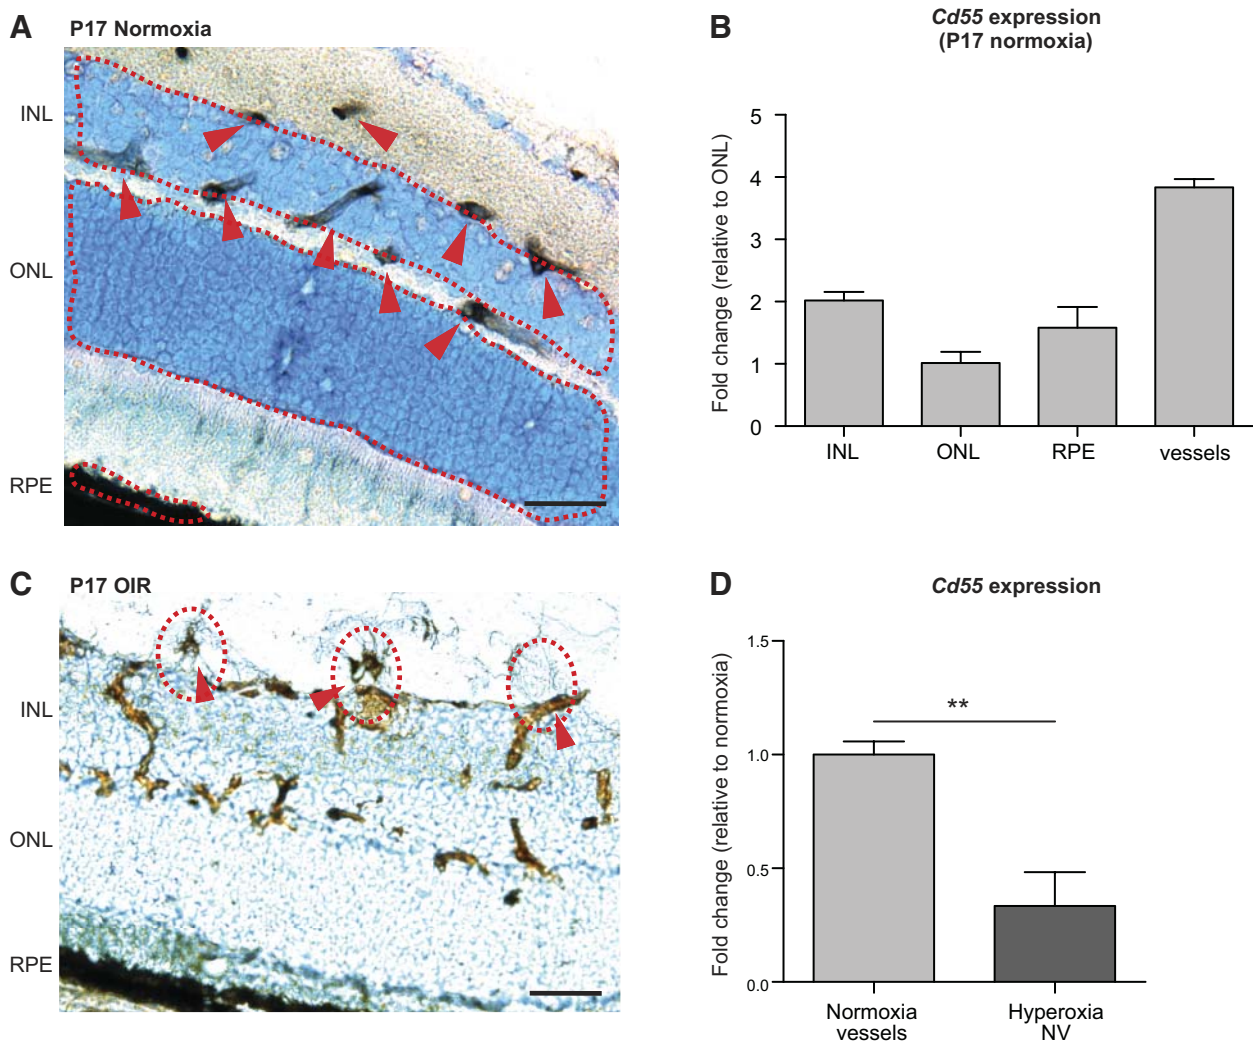 A
P17 Normoxia
INL
ONL
RPE
B
Cd55 expression
(P17 normoxia)
Fold change (relative to ONL)
5
4
3
2
1
0
INL
ONL
RPE
vessels
C
P17 OIR
INL
ONL
RPE
D
Cd55 expression
Fold change (relative to normoxia)
1.5
1.0
0.5
0.0
**
Normoxia
vessels
Hyperoxia
NV